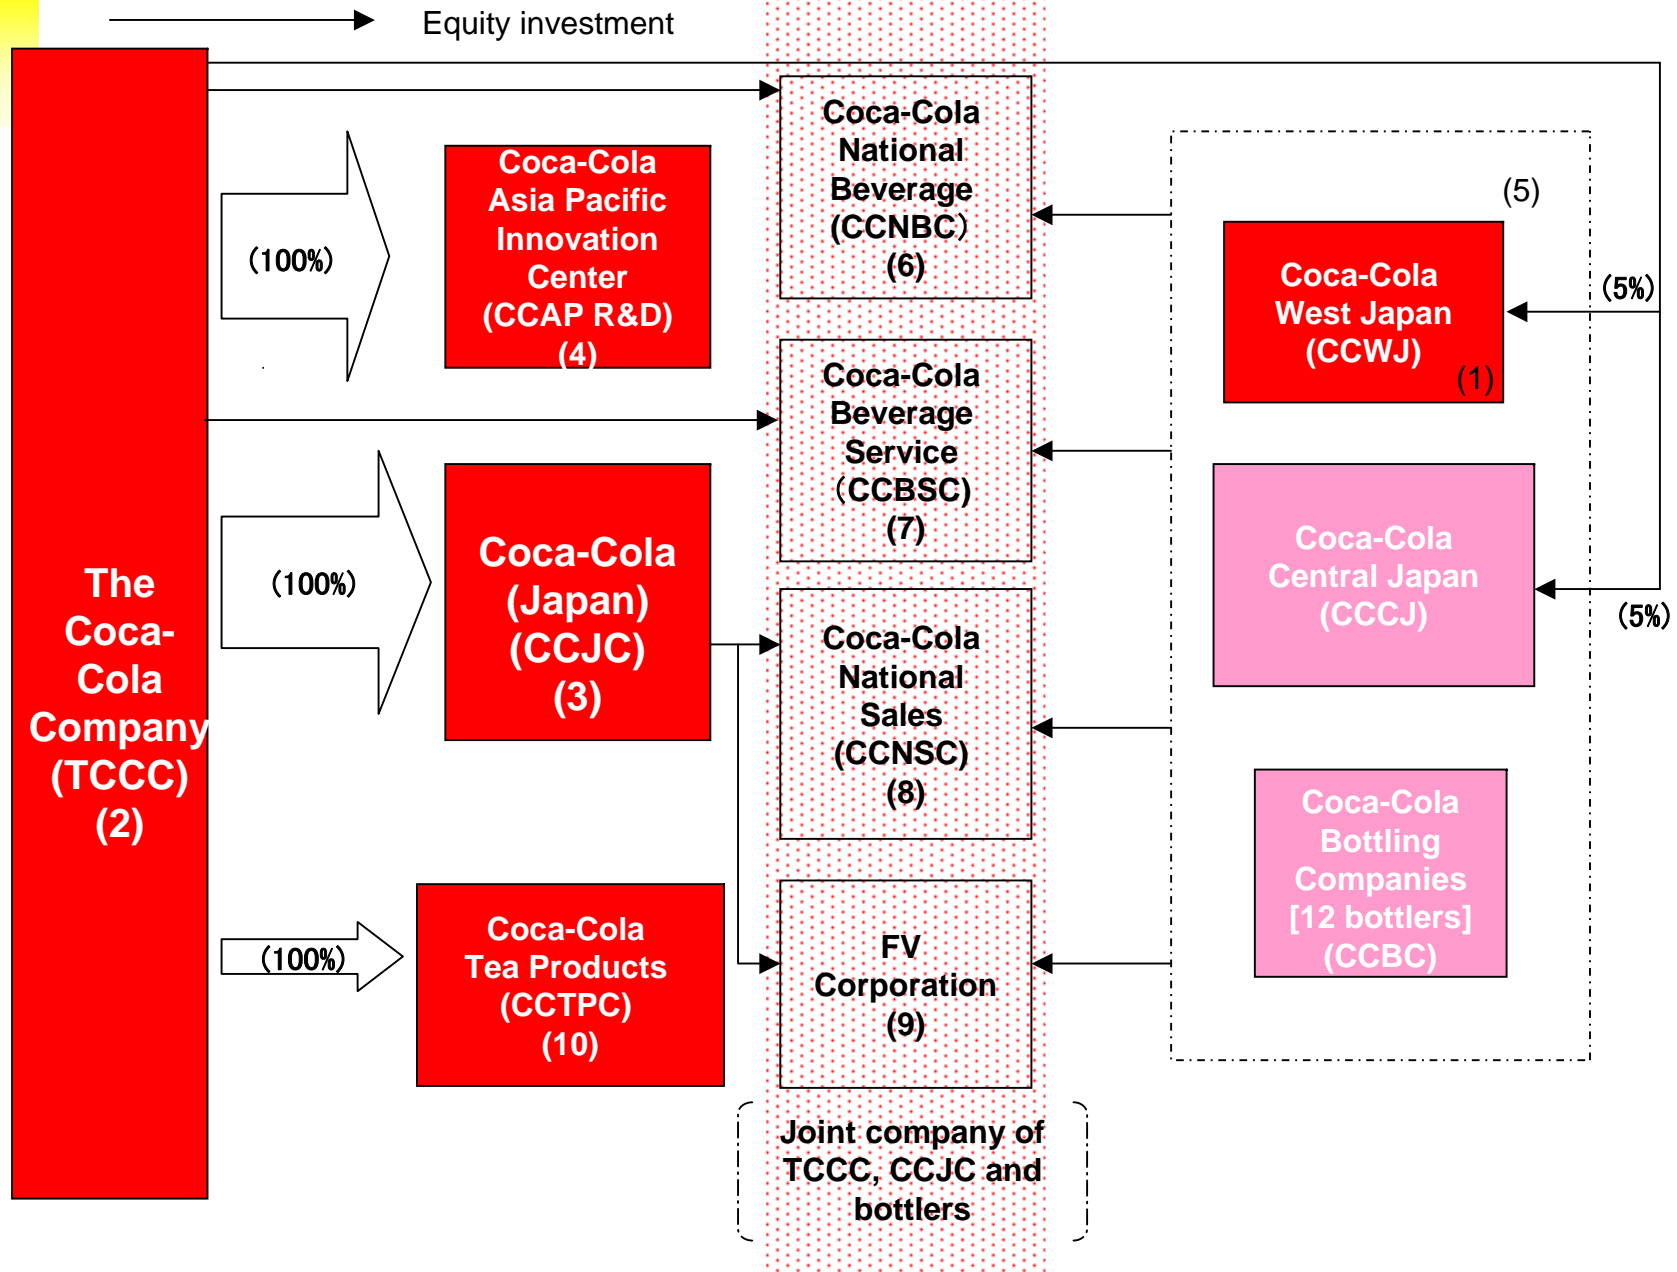 Equity investment
The
Coca-
Cola
Company
(TCCC)
(2)
(100%)
Coca-Cola
Asia Pacific
Innovation
Center
(CCAP R&D)
(4)
(100%)
Coca-Cola
(Japan)
(CCJC)
(3)
(100%)
Coca-Cola
Tea Products
(CCTPC)
(10)
Coca-Cola
National
Beverage
(CCNBC）
(6)
Coca-Cola
Beverage
Service
（CCBSC)
(7)
Coca-Cola
National
Sales
(CCNSC)
(8)
FV
Corporation
(9)
Joint company of
TCCC, CCJC and
bottlers
(5)
Coca-Cola
West Japan
(CCWJ)
(1)
(5%)
Coca-Cola
Central Japan
(CCCJ)
(5%)
Coca-Cola
Bottling
Companies
[12 bottlers]
(CCBC)